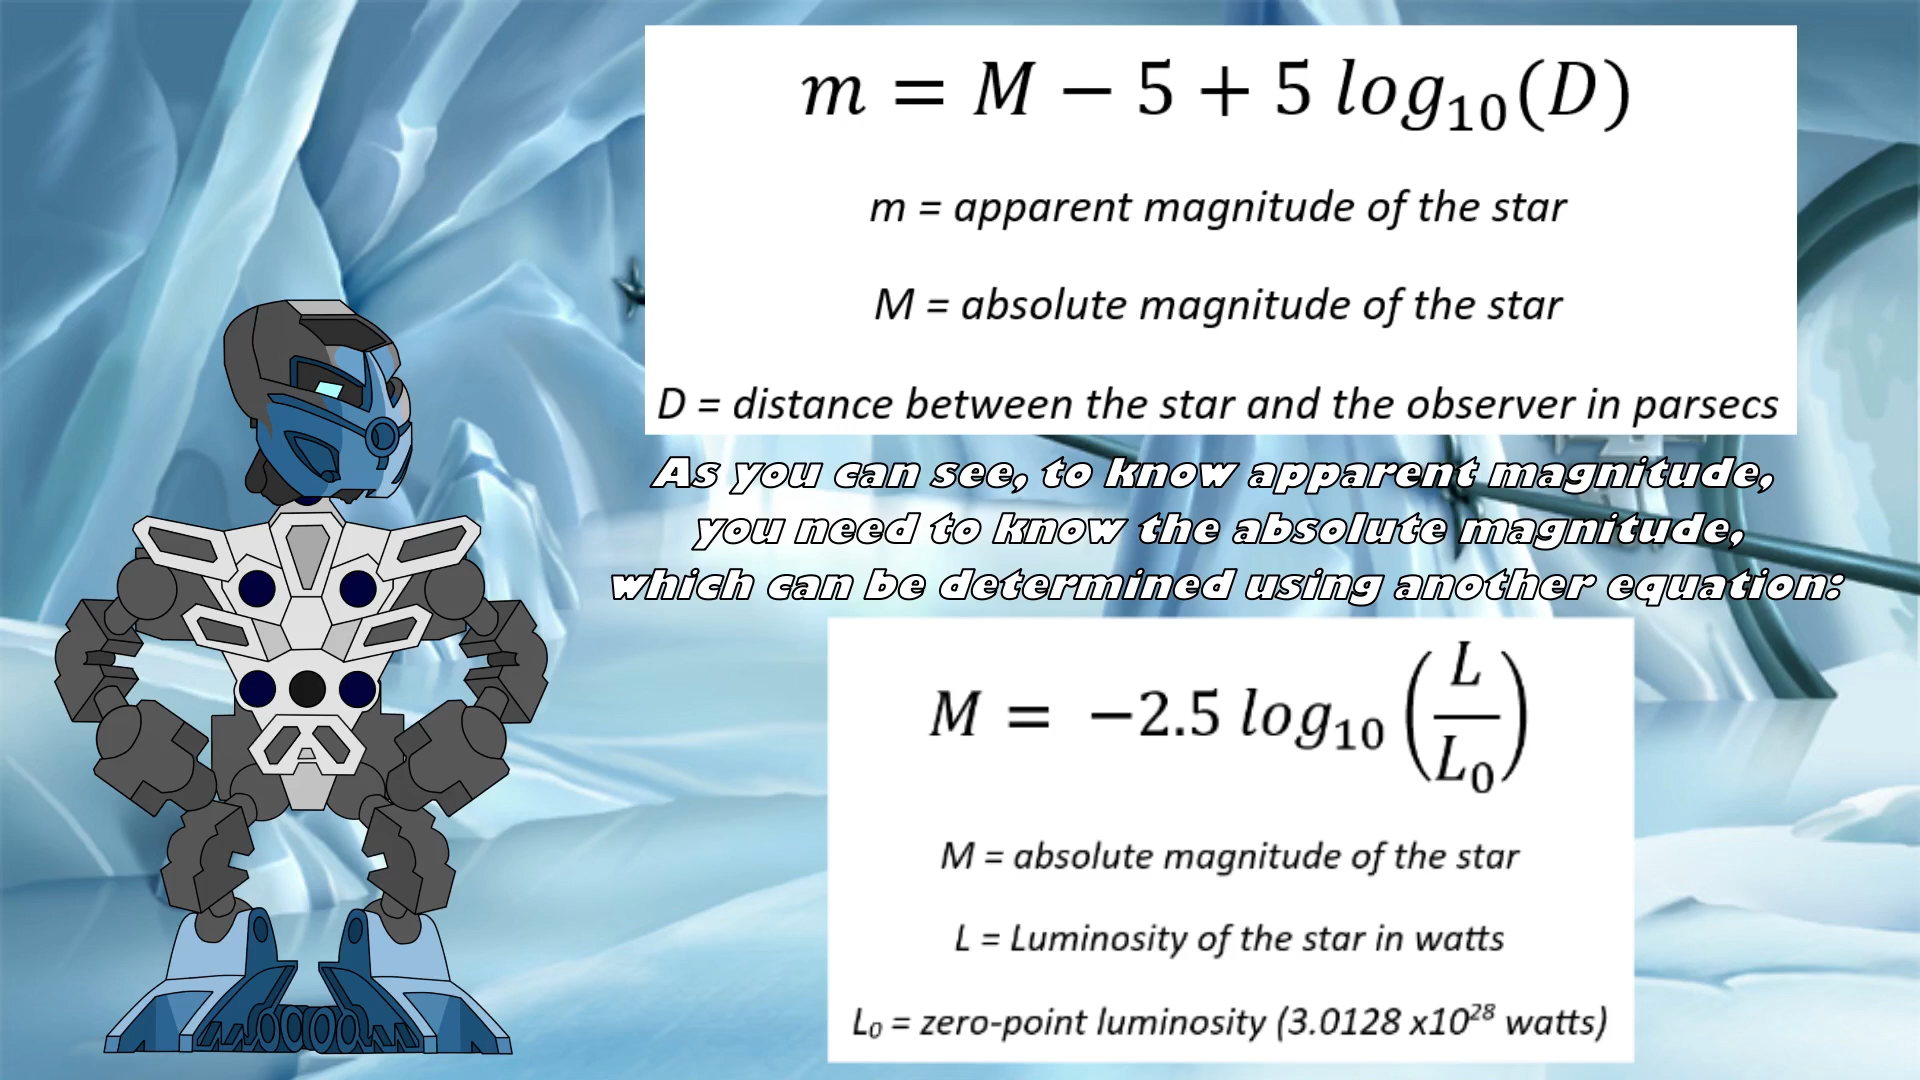 m = M − 5 + 5 log₁₀(D)
m = apparent magnitude of the star
M = absolute magnitude of the star
D = distance between the star and the observer in parsecs
As you can see, to know apparent magnitude,
you need to know the absolute magnitude,
which can be determined using another equation:
M = −2.5 log₁₀ (L/L₀)
M = absolute magnitude of the star
L = Luminosity of the star in watts
L₀ = zero-point luminosity (3.0128 x10²⁸ watts)